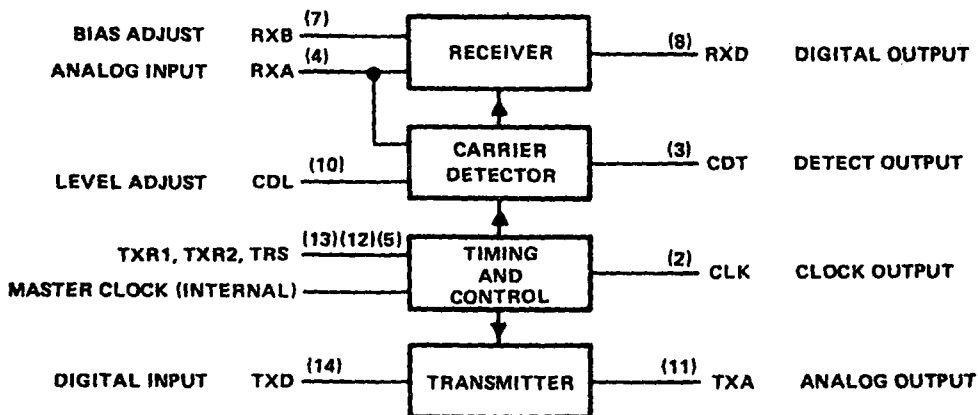 BIAS ADJUST RXB (7) RECEIVER (8) RXD DIGITAL OUTPUT
ANALOG INPUT RXA (4)
LEVEL ADJUST CDL (10) CARRIER DETECTOR (3) CDT DETECT OUTPUT
TXR1, TXR2, TRS (13)(12)(5) TIMING AND CONTROL (2) CLK CLOCK OUTPUT
MASTER CLOCK (INTERNAL)
DIGITAL INPUT TXD (14) TRANSMITTER (11) TXA ANALOG OUTPUT